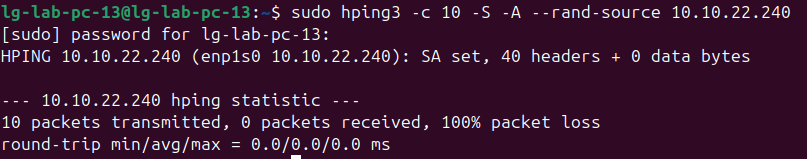 lg-lab-pc-13@lg-lab-pc-13:~$ sudo hping3 -c 10 -S -A --rand-source 10.10.22.240
[sudo] password for lg-lab-pc-13:
HPING 10.10.22.240 (enp1s0 10.10.22.240): SA set, 40 headers + 0 data bytes
--- 10.10.22.240 hping statistic ---
10 packets transmitted, 0 packets received, 100% packet loss
round-trip min/avg/max = 0.0/0.0/0.0 ms